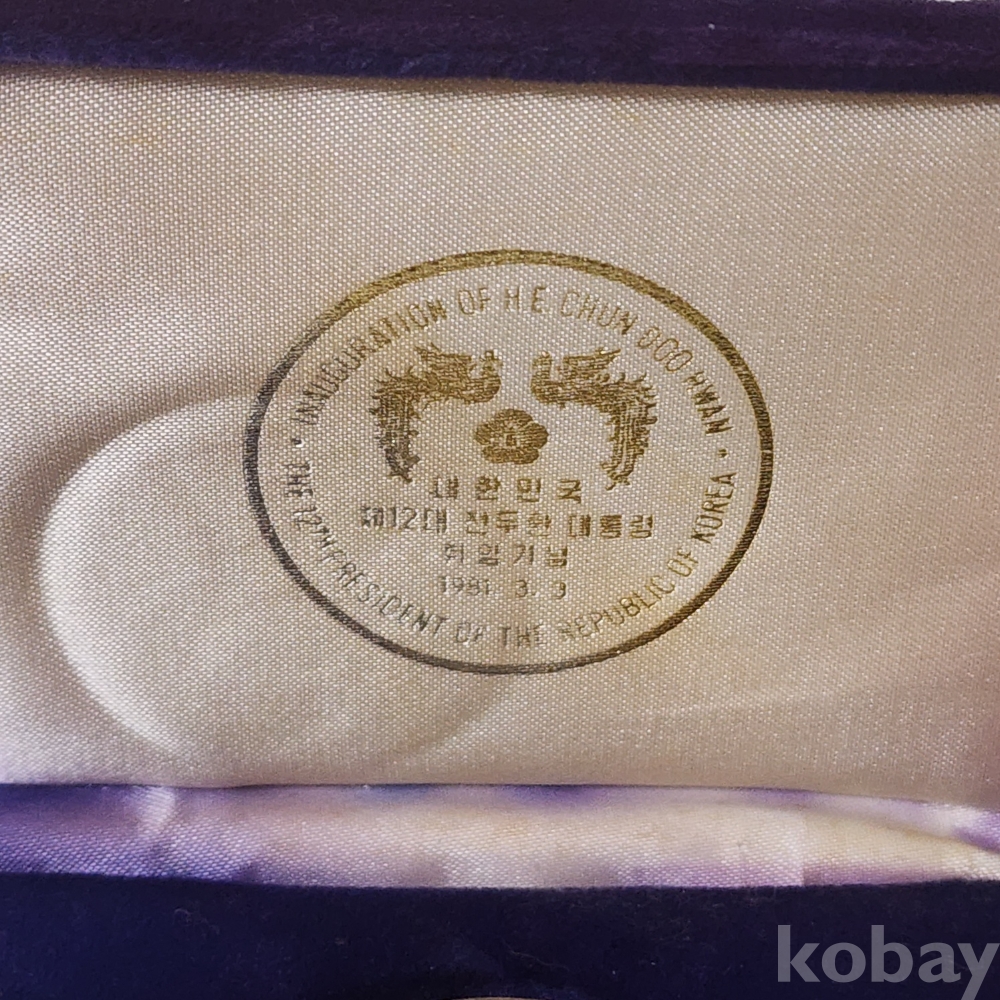 INAUGURATION OF H.E. CHUN DOO HWAN
대한민국
제12대 전두환 대통령
취임기념
1981. 3. 3
THE 12TH PRESIDENT OF THE REPUBLIC OF KOREA
kobay